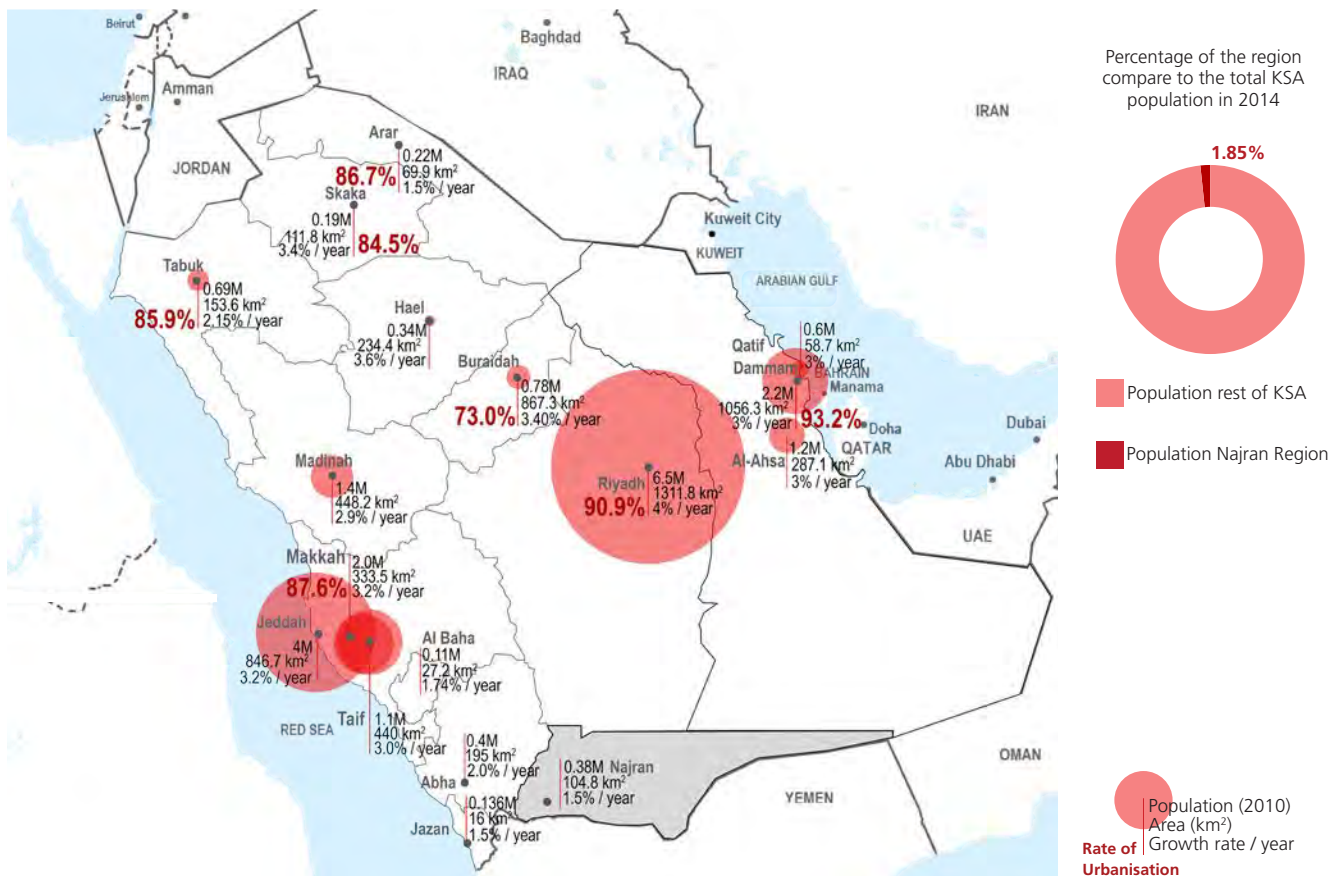 Beirut
Baghdad
IRAQ
Amman
Jerusalem
IRAN
Arar
JORDAN
0.22M
69.9 km²
1.5% / year
86.7%
Skaka
0.19M
411.8 km²
3.4% / year
84.5%
Kuweit City
KUWEIT
Tabuk
0.69M
153.6 km²
2.15% / year
85.9%
ARABIAN GULF
Hael
0.34M
234.4 km²
3.6% / year
Buraidah
0.78M
867.3 km²
3.40% / year
73.0%
0.6M
58.7 km²
3% / year
Qatif
Dammam
BAHRAIN
Manama
2.2M
1056.3 km²
3% / year
93.2%
Doha
QATAR
Dubai
Abu Dhabi
Al-Ahsa
1.2M
287.1 km²
3% / year
UAE
Madinah
1.4M
448.2 km²
2.9% / year
Riyadh
6.5M
1311.8 km²
4% / year
90.9%
Makkah
2.0M
333.5 km²
3.2% / year
87.6%
Jeddah
4M
846.7 km²
3.2% / year
Al Baha
0.11M
27.2 km²
1.74% / year
RED SEA
Taif
1.1M
440 km²
3.0% / year
0.4M
195 km²
2.0% / year
Abha
0.136M
16 km²
1.5% / year
Jazan
0.38M Najran
104.8 km²
1.5% / year
YEMEN
OMAN
Percentage of the region
compare to the total KSA
population in 2014
1.85%
Population rest of KSA
Population Najran Region
Population (2010)
Area (km²)
Growth rate / year
Rate of
Urbanisation